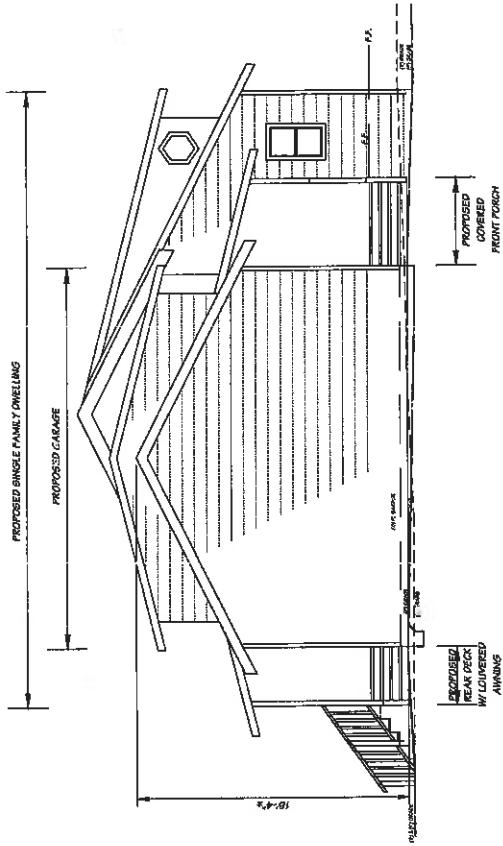 PROPOSED SINGLE FAMILY DWELLING
PROPOSED GARAGE
18'-4"±
F.F.
F.F.
PROPOSED
REAR DECK
W/ LOUVERED
AWNING
PROPOSED
COVERED
FRONT PORCH